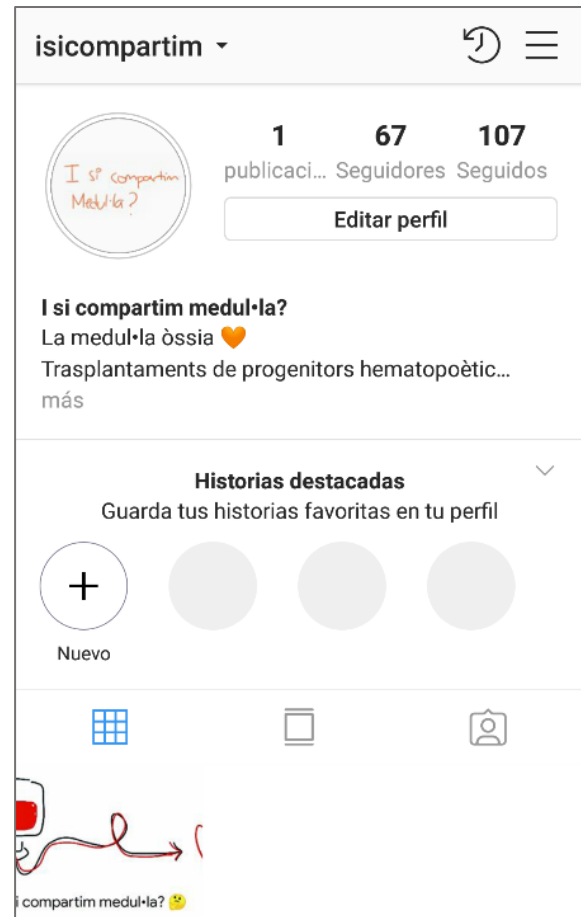 isicompartim
1 67 107
publicaci... Seguidores Seguidos
I si compartim
Medul·la?
Editar perfil
I si compartim medul•la?
La medul•la òssia 🧡
Trasplantaments de progenitors hematopoètic...
más
Historias destacadas
Guarda tus historias favoritas en tu perfil
Nuevo
i compartim medul•la? 🤔